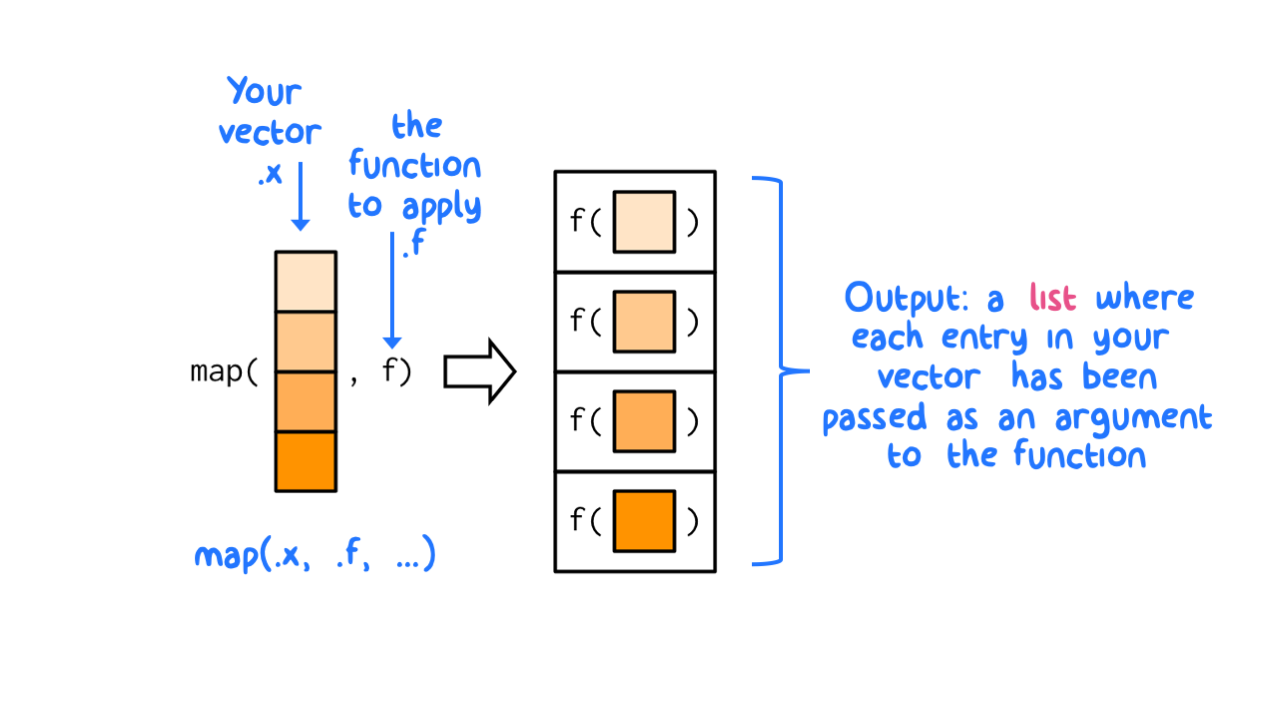 Your
vector
.x
the
function
to apply
.f
map( , f)
map(.x, .f, ...)
f( )
f( )
f( )
f( )
Output: a list where
each entry in your
vector has been
passed as an argument
to the function